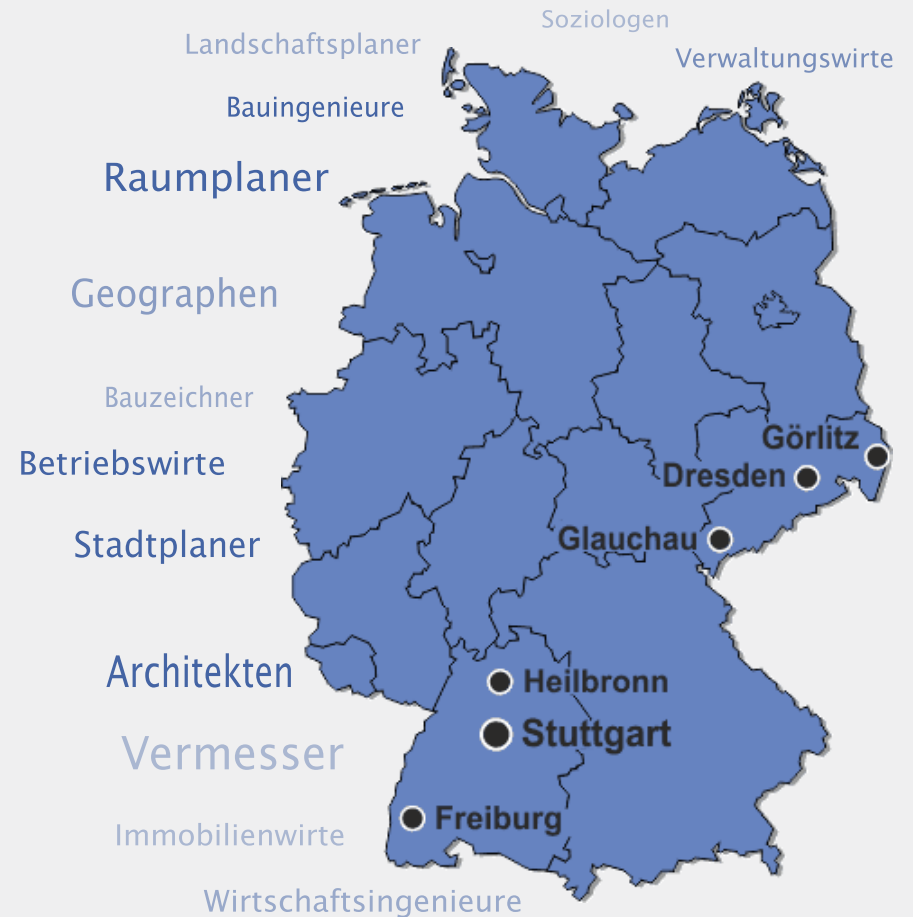 Soziologen
Landschaftsplaner
Verwaltungswirte
Bauingenieure
Raumplaner
Geographen
Bauzeichner
Görlitz
Betriebswirte
Dresden
Stadtplaner
Glauchau
Architekten
Heilbronn
Stuttgart
Vermesser
Freiburg
Immobilienwirte
Wirtschaftsingenieure